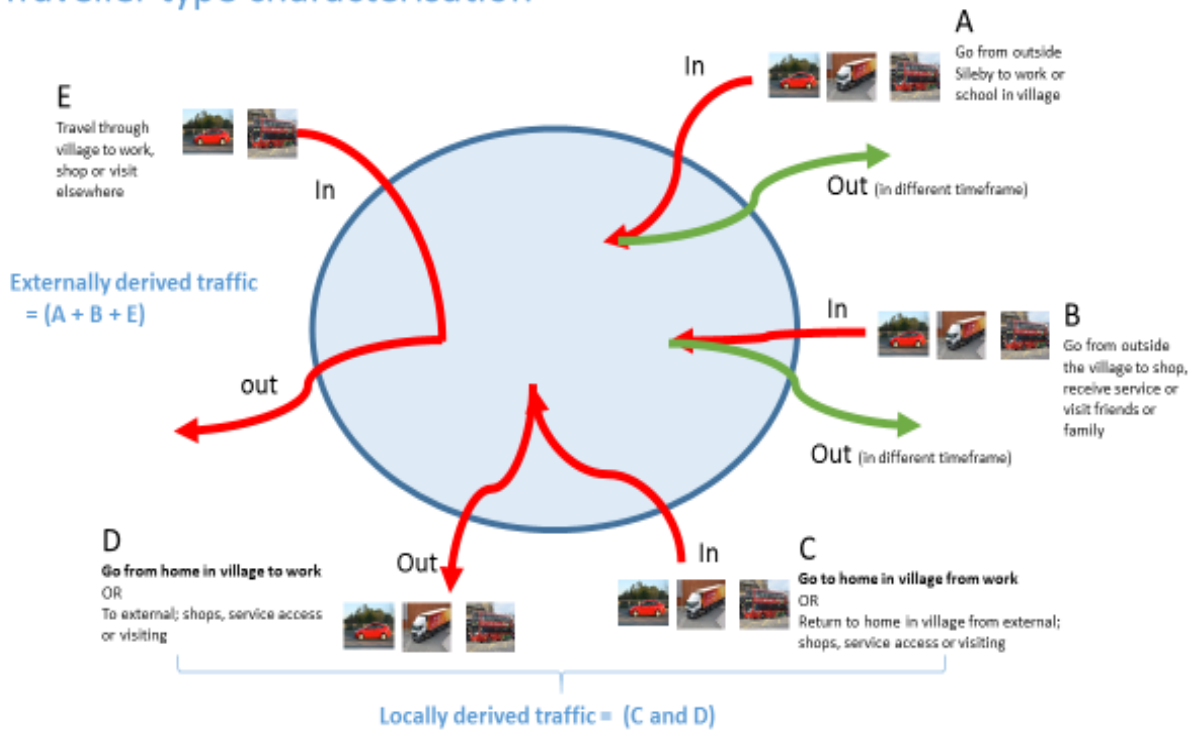 Traveller type characterisation
A
Go from outside
Sileby to work or
school in village
In
E
Travel through
village to work,
shop or visit
elsewhere
In
Out (in different timeframe)
Externally derived traffic
= (A + B + E)
In
B
Go from outside
the village to shop,
receive service or
visit friends or
family
out
Out (in different timeframe)
D
Go from home in village to work
OR
To external; shops, service access
or visiting
Out
In
C
Go to home in village from work
OR
Return to home in village from external;
shops, service access or visiting
Locally derived traffic = (C and D)